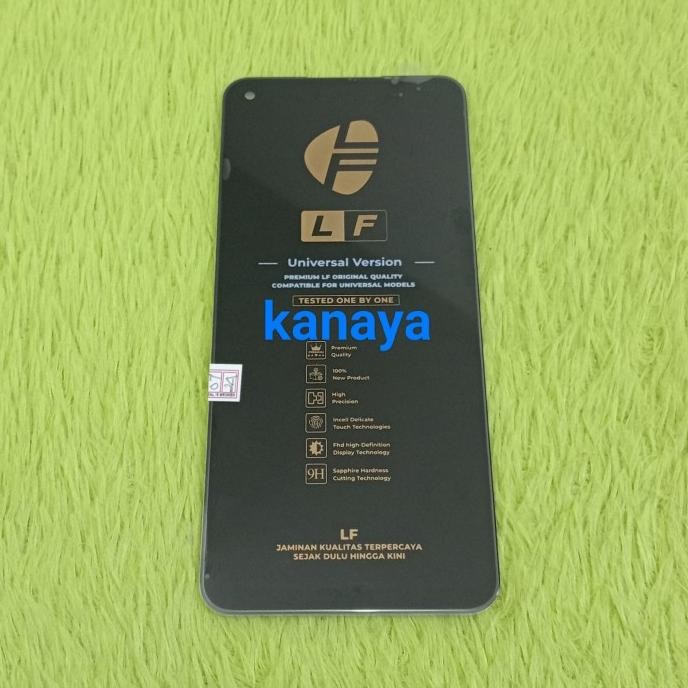 LF
L F
Universal Version
PREMIUM LF ORIGINAL QUALITY
COMPATIBLE FOR UNIVERSAL MODELS
TESTED ONE BY ONE
kanaya
Premium
Quality
100%
New Product
High
Precision
Incell Delicate
Touch Technologies
Fhd high-Definition
Display Technology
9H
Sapphire Hardness
Cutting Technology
LF
JAMINAN KUALITAS TERPERCAYA
SEJAK DULU HINGGA KINI